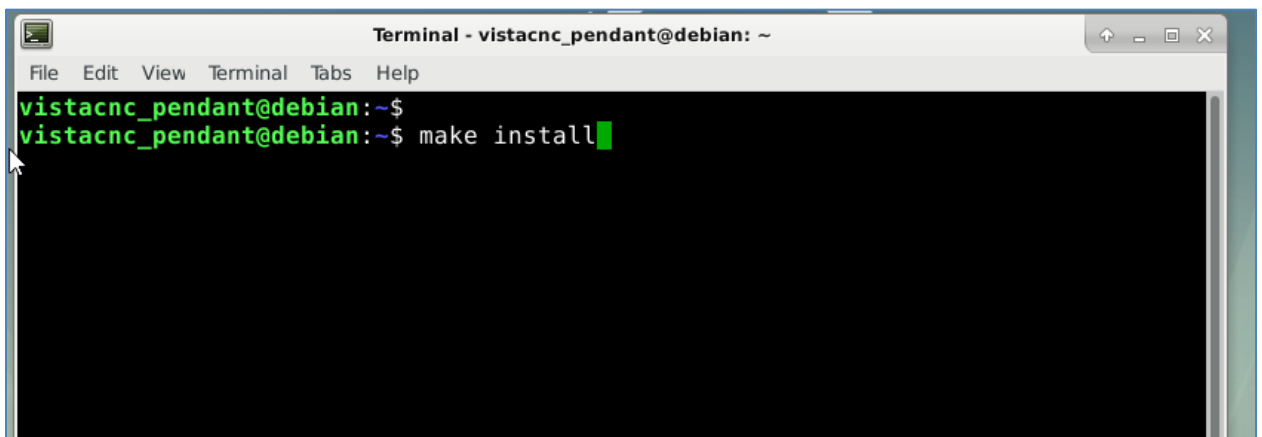 Terminal - vistacnc_pendant@debian: ~
File Edit View Terminal Tabs Help
vistacnc_pendant@debian:~$
vistacnc_pendant@debian:~$ make install